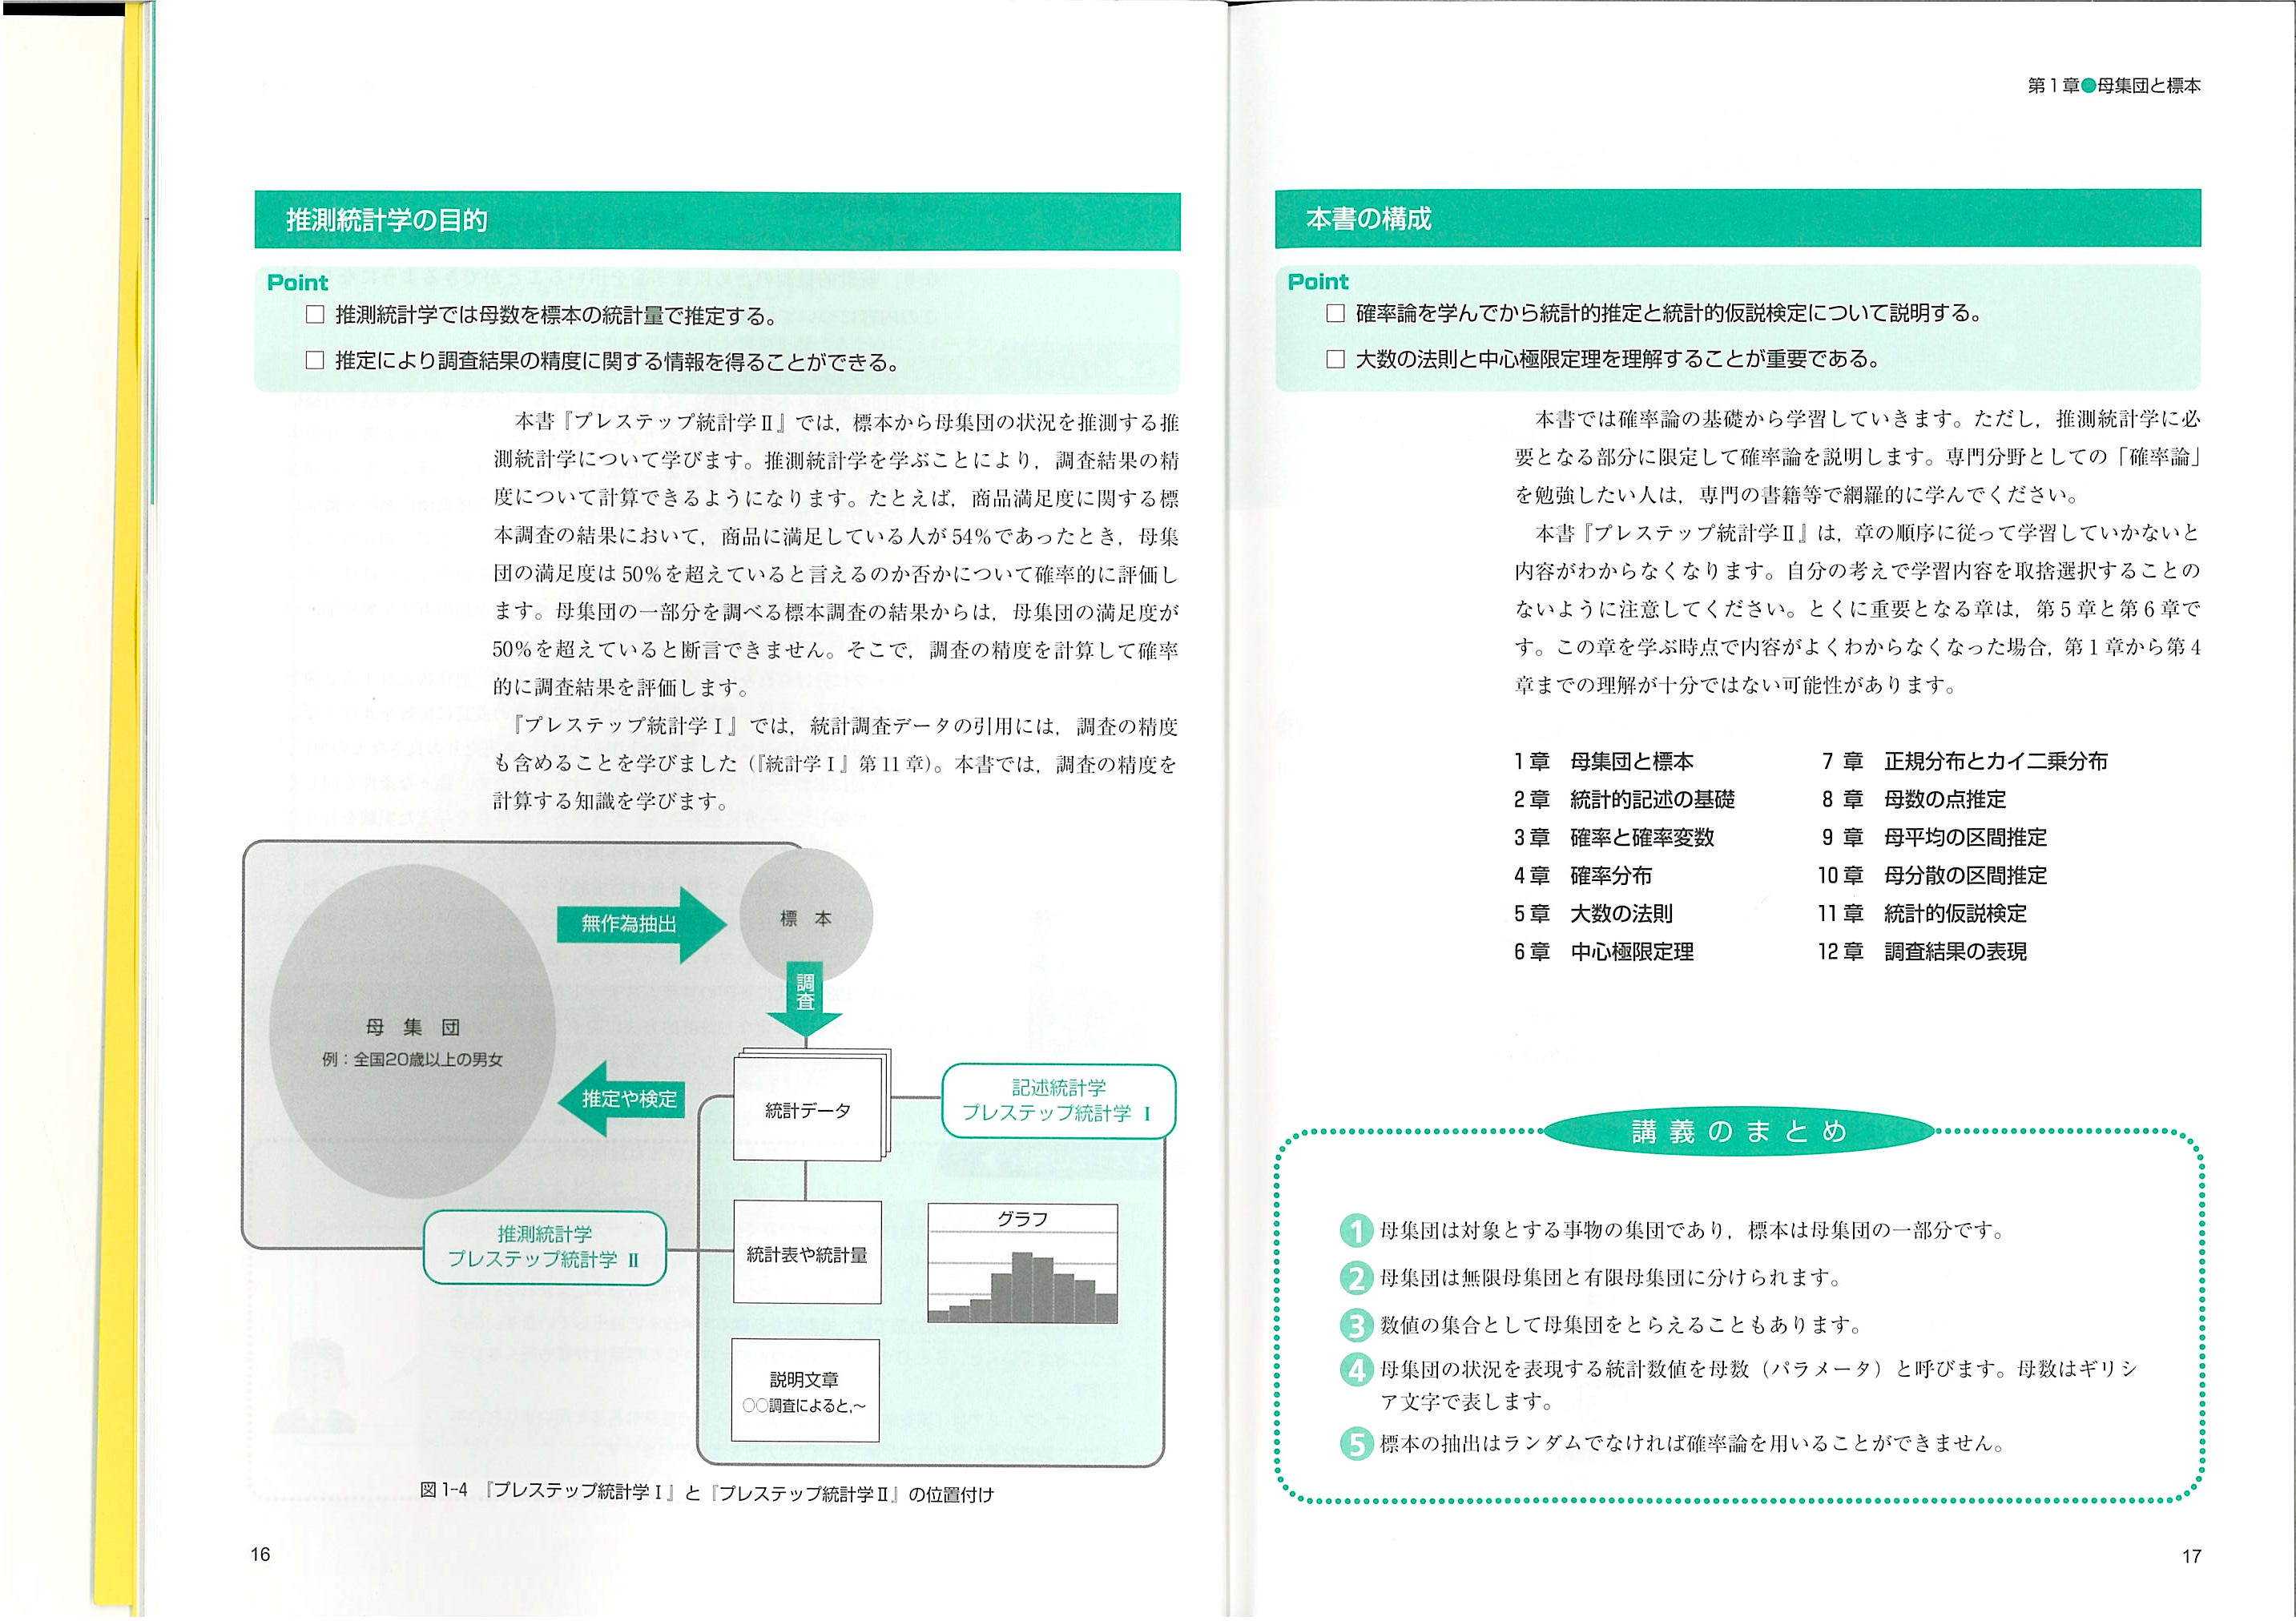 推測統計学の目的
Point
□ 推測統計学では母数を標本の統計量で推定する。
□ 推定により調査結果の精度に関する情報を得ることができる。
本書『プレステップ統計学Ⅱ』では，標本から母集団の状況を推測する推
測統計学について学びます。推測統計学を学ぶことにより，調査結果の精
度について計算できるようになります。たとえば，商品満足度に関する標
本調査の結果において，商品に満足している人が54％であったとき，母集
団の満足度は50％を超えていると言えるのか否かについて確率的に評価し
ます。母集団の一部分を調べる標本調査の結果からは，母集団の満足度が
50％を超えていると断言できません。そこで，調査の精度を計算して確率
的に調査結果を評価します。
『プレステップ統計学Ⅰ』では，統計調査データの引用には，調査の精度
も含めることを学びました（『統計学Ⅰ』第11章）。本書では，調査の精度を
計算する知識を学びます。
無作為抽出
標 本
調査
母 集 団
例：全国20歳以上の男女
推定や検定
統計データ
記述統計学
プレステップ統計学 Ⅰ
推測統計学
プレステップ統計学 Ⅱ
統計表や統計量
グラフ
説明文章
○○調査によると,～
図1-4 『プレステップ統計学Ⅰ』と『プレステップ統計学Ⅱ』の位置付け
16
第1章●母集団と標本
本書の構成
Point
□ 確率論を学んでから統計的推定と統計的仮説検定について説明する。
□ 大数の法則と中心極限定理を理解することが重要である。
本書では確率論の基礎から学習していきます。ただし，推測統計学に必
要となる部分に限定して確率論を説明します。専門分野としての「確率論」
を勉強したい人は，専門の書籍等で網羅的に学んでください。
本書『プレステップ統計学Ⅱ』は，章の順序に従って学習していかないと
内容がわからなくなります。自分の考えで学習内容を取捨選択することの
ないように注意してください。とくに重要となる章は，第5章と第6章で
す。この章を学ぶ時点で内容がよくわからなくなった場合，第1章から第4
章までの理解が十分ではない可能性があります。
1章 母集団と標本
2章 統計的記述の基礎
3章 確率と確率変数
4章 確率分布
5章 大数の法則
6章 中心極限定理
7 章 正規分布とカイ二乗分布
8 章 母数の点推定
9 章 母平均の区間推定
10章 母分散の区間推定
11章 統計的仮説検定
12章 調査結果の表現
講義のまとめ
1 母集団は対象とする事物の集団であり，標本は母集団の一部分です。
2 母集団は無限母集団と有限母集団に分けられます。
3 数値の集合として母集団をとらえることもあります。
4 母集団の状況を表現する統計数値を母数（パラメータ）と呼びます。母数はギリシ
ア文字で表します。
5 標本の抽出はランダムでなければ確率論を用いることができません。
17